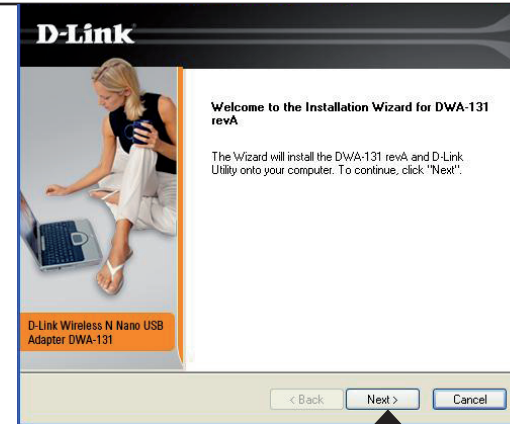 D-Link
Welcome to the Installation Wizard for DWA-131
revA
The Wizard will install the DWA-131 revA and D-Link
Utility onto your computer. To continue, click "Next".
D-Link Wireless N Nano USB
Adapter DWA-131
< Back Next > Cancel